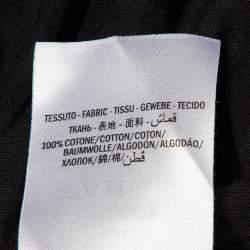 TESSUTO - FABRIC - TISSU - GEWEBE - TECIDO
ТКАНЬ - 表地 - 面料 - قماش
100% COTONE/COTTON/COTON/
BAUMWOLLE/ALGODON/ALGODÃO/
ХЛОПОК/綿/棉/قطن